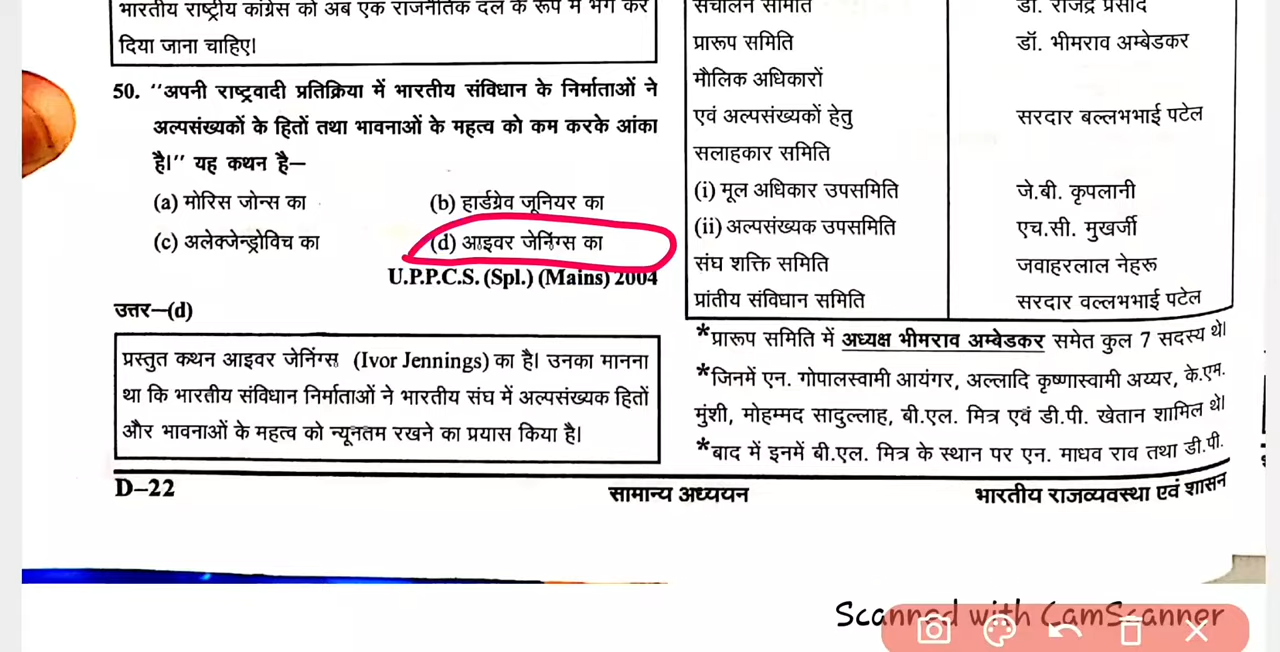 भारतीय राष्ट्रीय कांग्रेस को अब एक राजनैतिक दल के रूप में भंग कर
दिया जाना चाहिए।
50. ‘‘अपनी राष्ट्रवादी प्रतिक्रिया में भारतीय संविधान के निर्माताओं ने
अल्पसंख्यकों के हितों तथा भावनाओं के महत्व को कम करके आंका
है।’’ यह कथन है—
(a) मोरिस जोन्स का (b) हार्डग्रेव जूनियर का
(c) अलेक्जेन्ड्रोविच का (d) आइवर जेनिंग्स का
U.P.P.C.S. (Spl.) (Mains) 2004
उत्तर—(d)
प्रस्तुत कथन आइवर जेनिंग्स (Ivor Jennings) का है। उनका मानना
था कि भारतीय संविधान निर्माताओं ने भारतीय संघ में अल्पसंख्यक हितों
और भावनाओं के महत्व को न्यूनतम रखने का प्रयास किया है।
संचालन समिति डॉ. राजेंद्र प्रसाद
प्रारूप समिति डॉ. भीमराव अम्बेडकर
मौलिक अधिकारों
एवं अल्पसंख्यकों हेतु सरदार बल्लभभाई पटेल
सलाहकार समिति
(i) मूल अधिकार उपसमिति जे.बी. कृपलानी
(ii) अल्पसंख्यक उपसमिति एच.सी. मुखर्जी
संघ शक्ति समिति जवाहरलाल नेहरू
प्रांतीय संविधान समिति सरदार वल्लभभाई पटेल
*प्रारूप समिति में अध्यक्ष भीमराव अम्बेडकर समेत कुल 7 सदस्य थे।
*जिनमें एन. गोपालस्वामी आयंगर, अल्लादि कृष्णास्वामी अय्यर, के.एम.
मुंशी, मोहम्मद सादुल्लाह, बी.एल. मित्र एवं डी.पी. खेतान शामिल थे।
*बाद में इनमें बी.एल. मित्र के स्थान पर एन. माधव राव तथा डी.पी.
D–22 सामान्य अध्ययन भारतीय राजव्यवस्था एवं शासन
Scanned with CamScanner